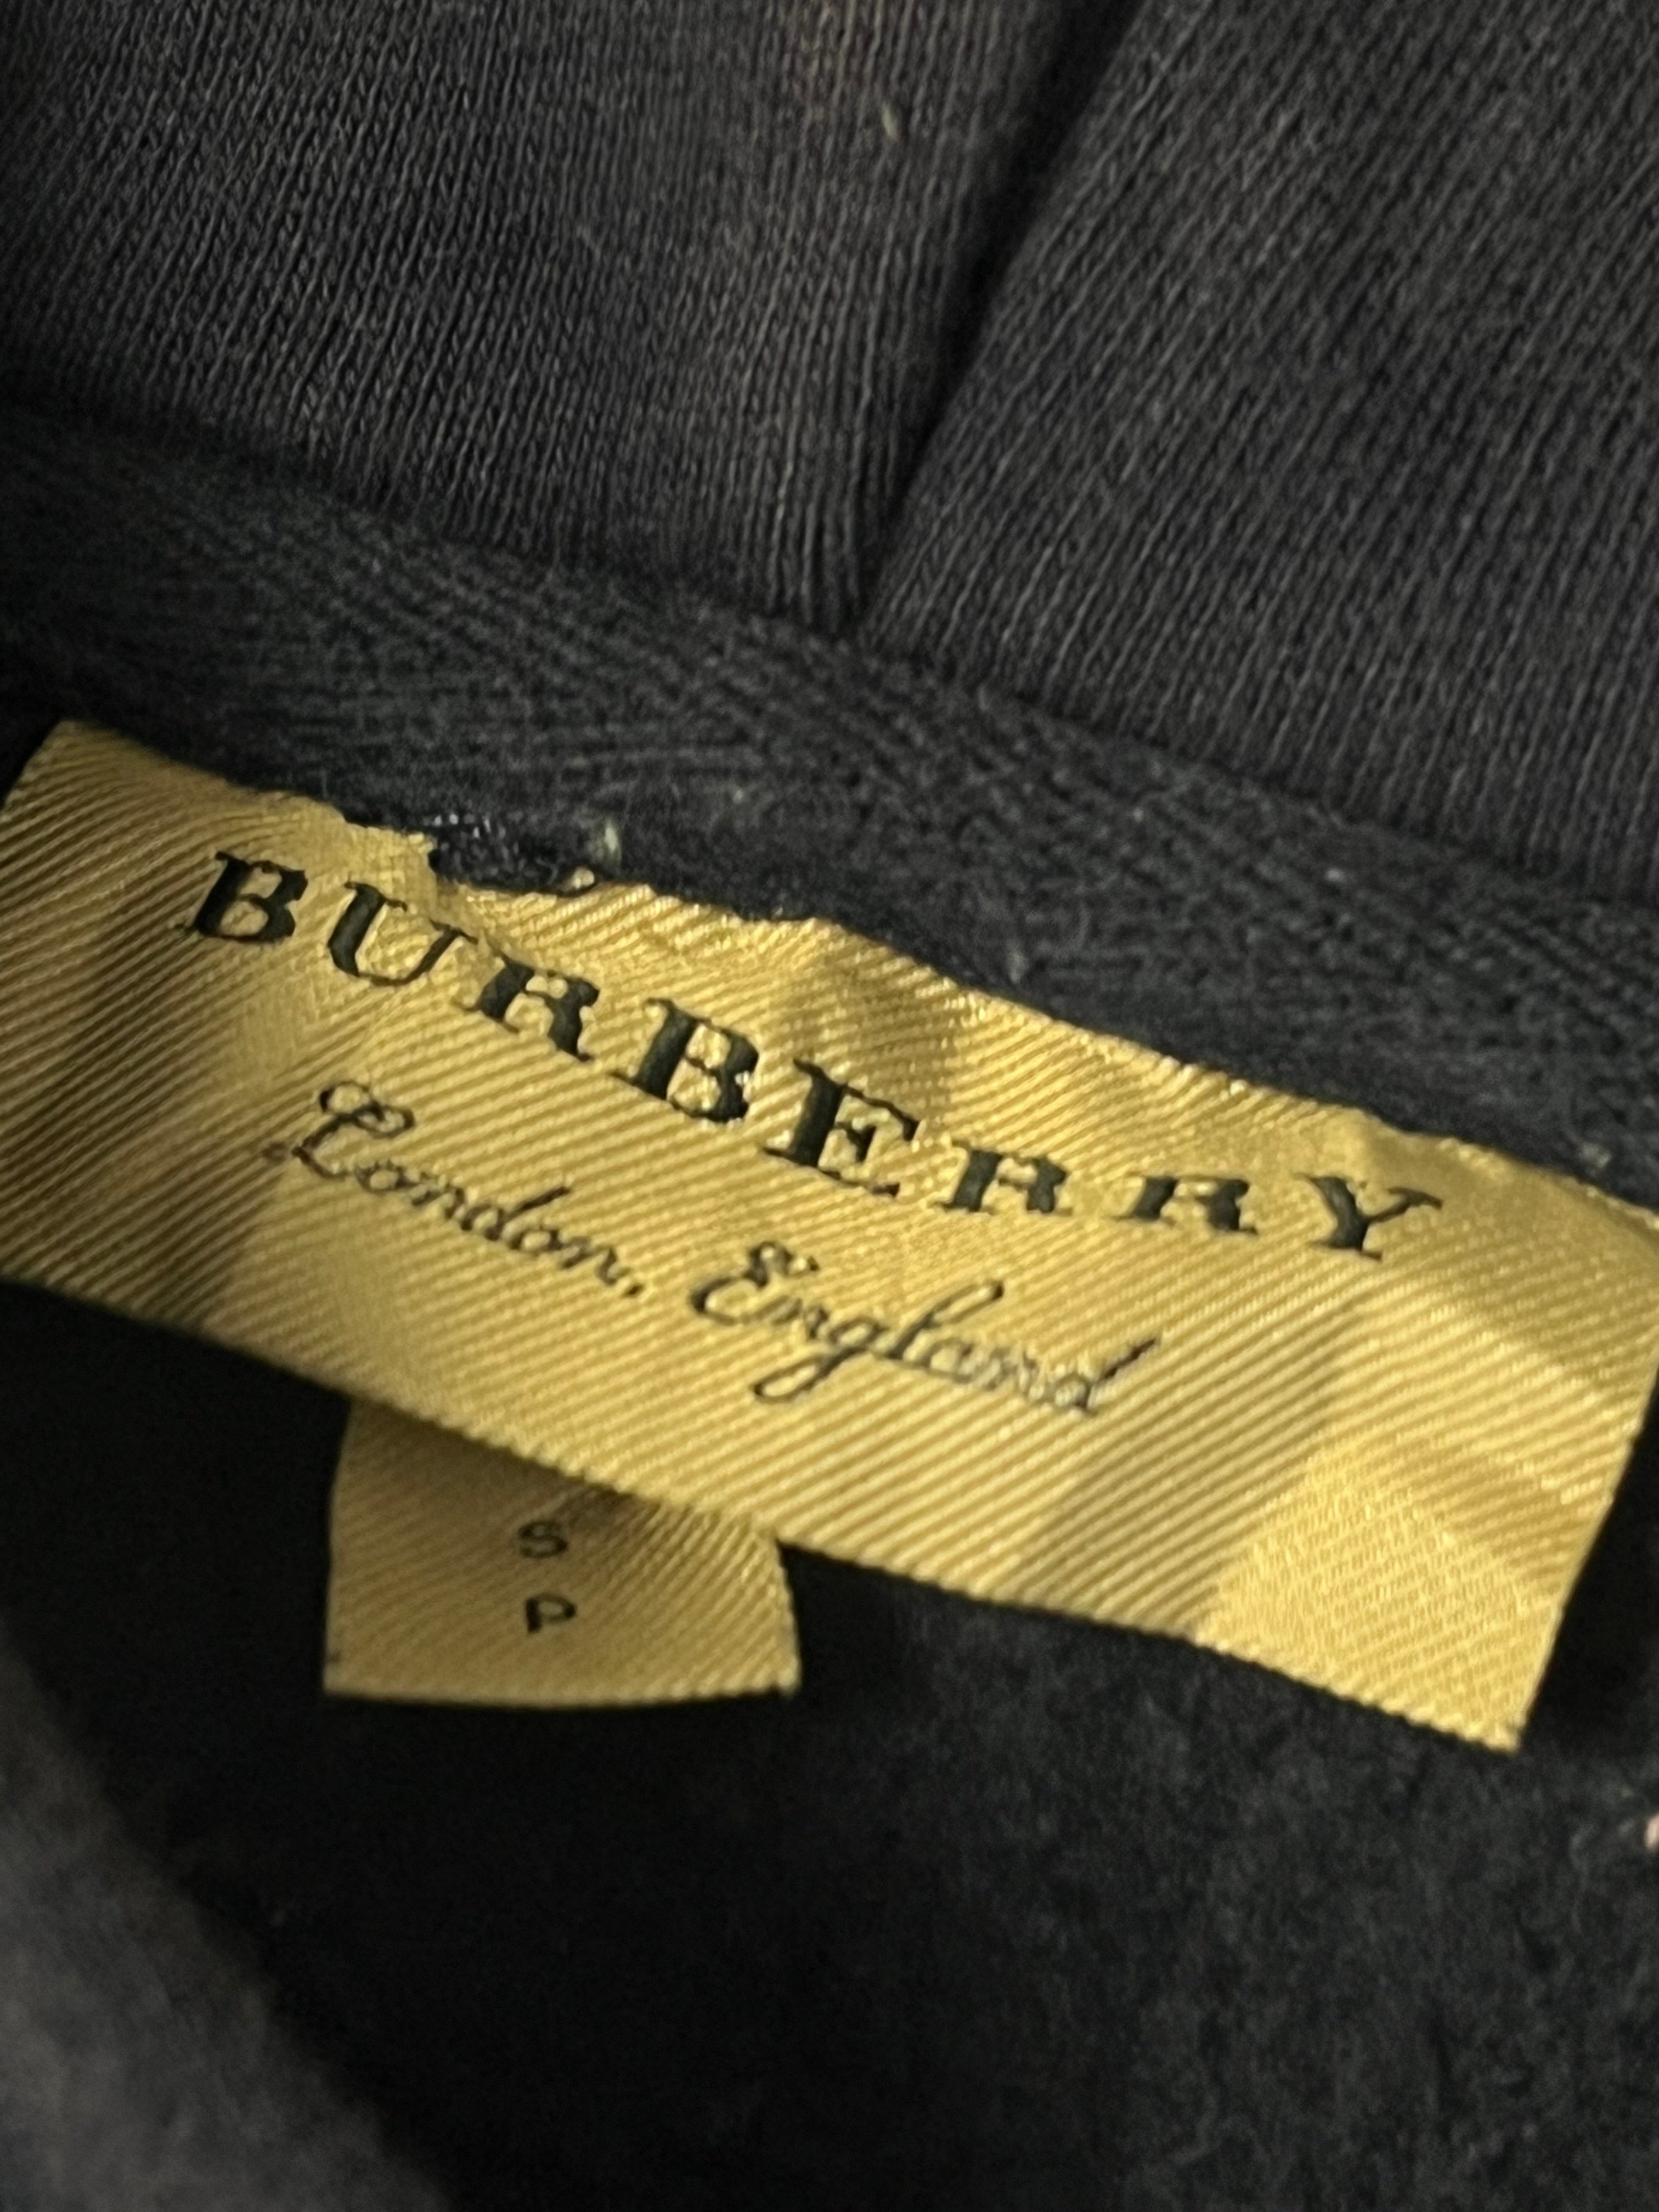 BURBERRY
London, England
S
P